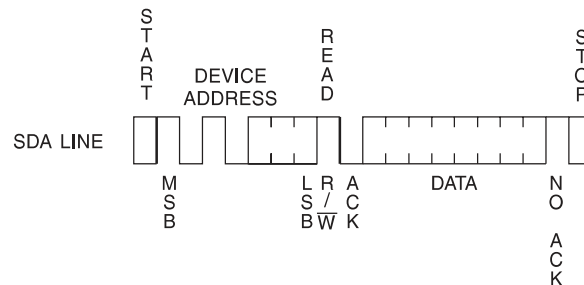 START
DEVICE
ADDRESS
READ
STOP
SDA LINE
MSB
LSB
R/W
ACK
DATA
NO ACK